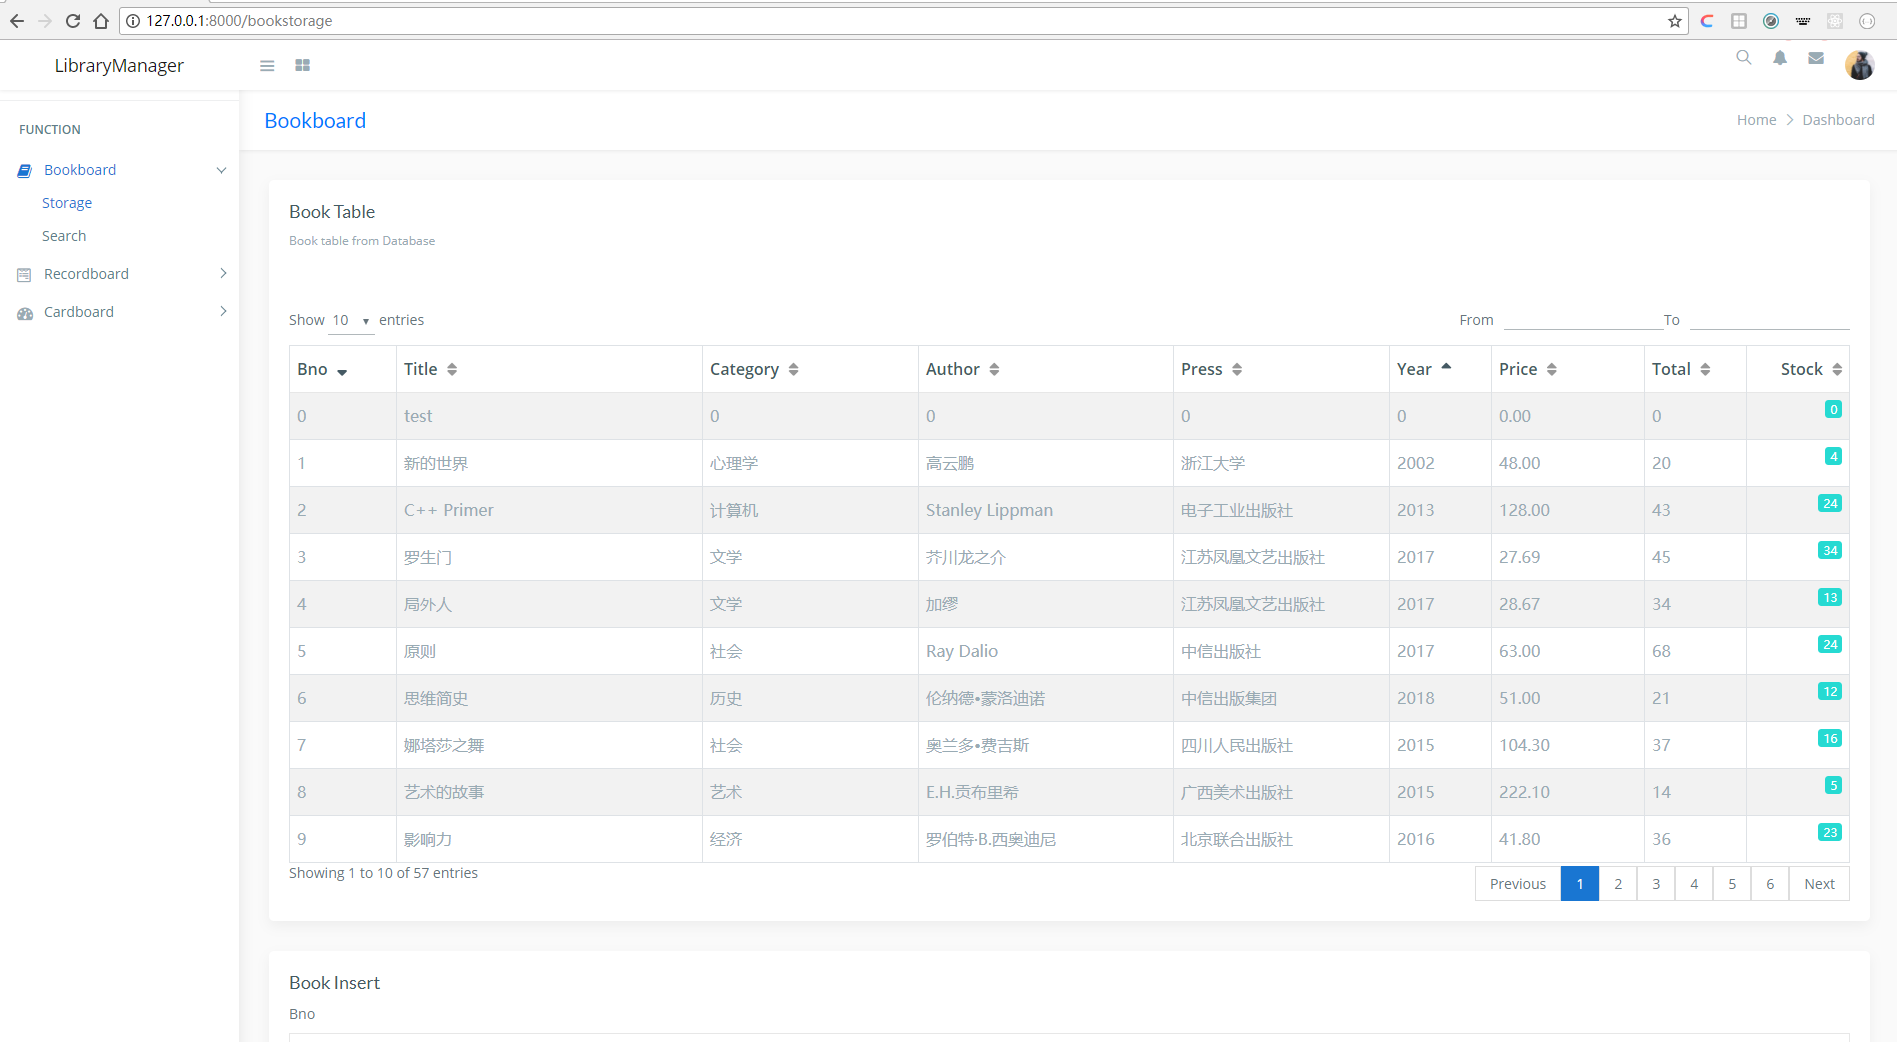 127.0.0.1:8000/bookstorage
LibraryManager
FUNCTION
Bookboard
Storage
Search
Recordboard
Cardboard
Bookboard
Home Dashboard
Book Table
Book table from Database
Show 10 entries From To
Bno Title Category Author Press Year Price Total Stock
0 test 0 0 0 0 0.00 0 0
1 新的世界 心理学 高云鹏 浙江大学 2002 48.00 20 4
2 C++ Primer 计算机 Stanley Lippman 电子工业出版社 2013 128.00 43 24
3 罗生门 文学 芥川龙之介 江苏凤凰文艺出版社 2017 27.69 45 34
4 局外人 文学 加缪 江苏凤凰文艺出版社 2017 28.67 34 13
5 原则 社会 Ray Dalio 中信出版社 2017 63.00 68 24
6 思维简史 历史 伦纳德•蒙洛迪诺 中信出版集团 2018 51.00 21 12
7 娜塔莎之舞 社会 奥兰多•费吉斯 四川人民出版社 2015 104.30 37 16
8 艺术的故事 艺术 E.H.贡布里希 广西美术出版社 2015 222.10 14 5
9 影响力 经济 罗伯特·B.西奥迪尼 北京联合出版社 2016 41.80 36 23
Showing 1 to 10 of 57 entries
Previous 1 2 3 4 5 6 Next
Book Insert
Bno